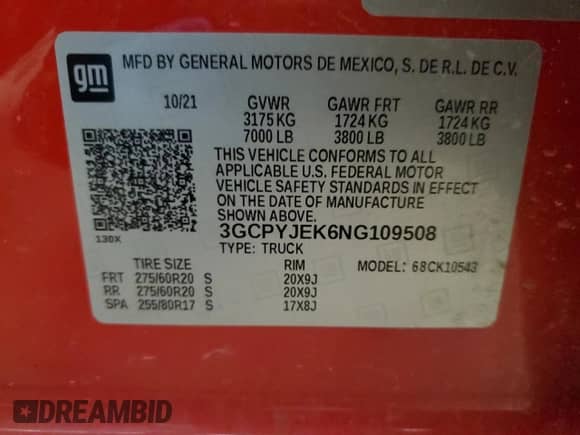 gm
MFD BY GENERAL MOTORS DE MEXICO, S. DE R.L. DE C.V.
10/21 GVWR GAWR FRT GAWR RR
3175 KG 1724 KG 1724 KG
7000 LB 3800 LB 3800 LB
THIS VEHICLE CONFORMS TO ALL
APPLICABLE U.S. FEDERAL MOTOR
VEHICLE SAFETY STANDARDS IN EFFECT
ON THE DATE OF MANUFACTURE
SHOWN ABOVE.
130X 3GCPYJEK6NG109508
TYPE: TRUCK
TIRE SIZE RIM MODEL: 68CK10543
FRT 275/60R20 S 20X9J
RR 275/60R20 S 20X9J
SPA 255/80R17 S 17X8J
DREAMBID